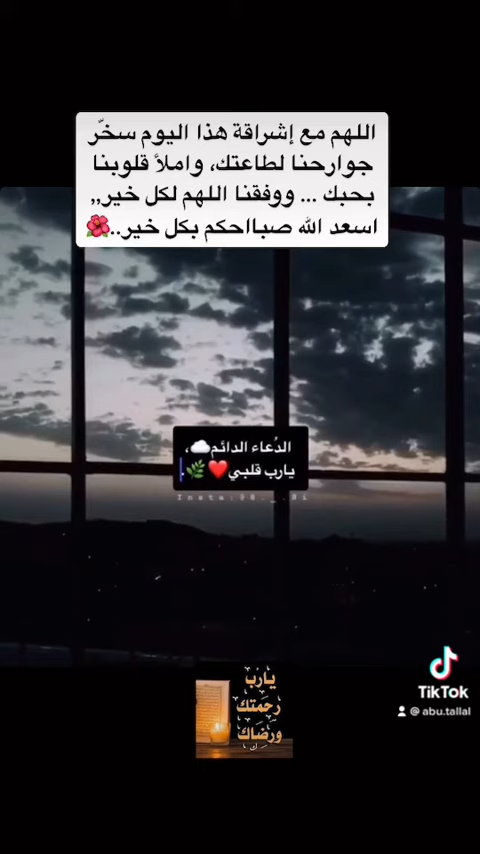 اللهم مع إشراقة هذا اليوم سخّر
جوارحنا لطاعتك، واملأ قلوبنا
بحبك ... ووفقنا اللهم لكل خير,,
اسعد الله صبااحكم بكل خير..🌺
الدُعاء الدائم☁️،
يارب قلبي❤️🌿
يارب
رحمتك
ورضاك
TikTok
@ abu.tallal